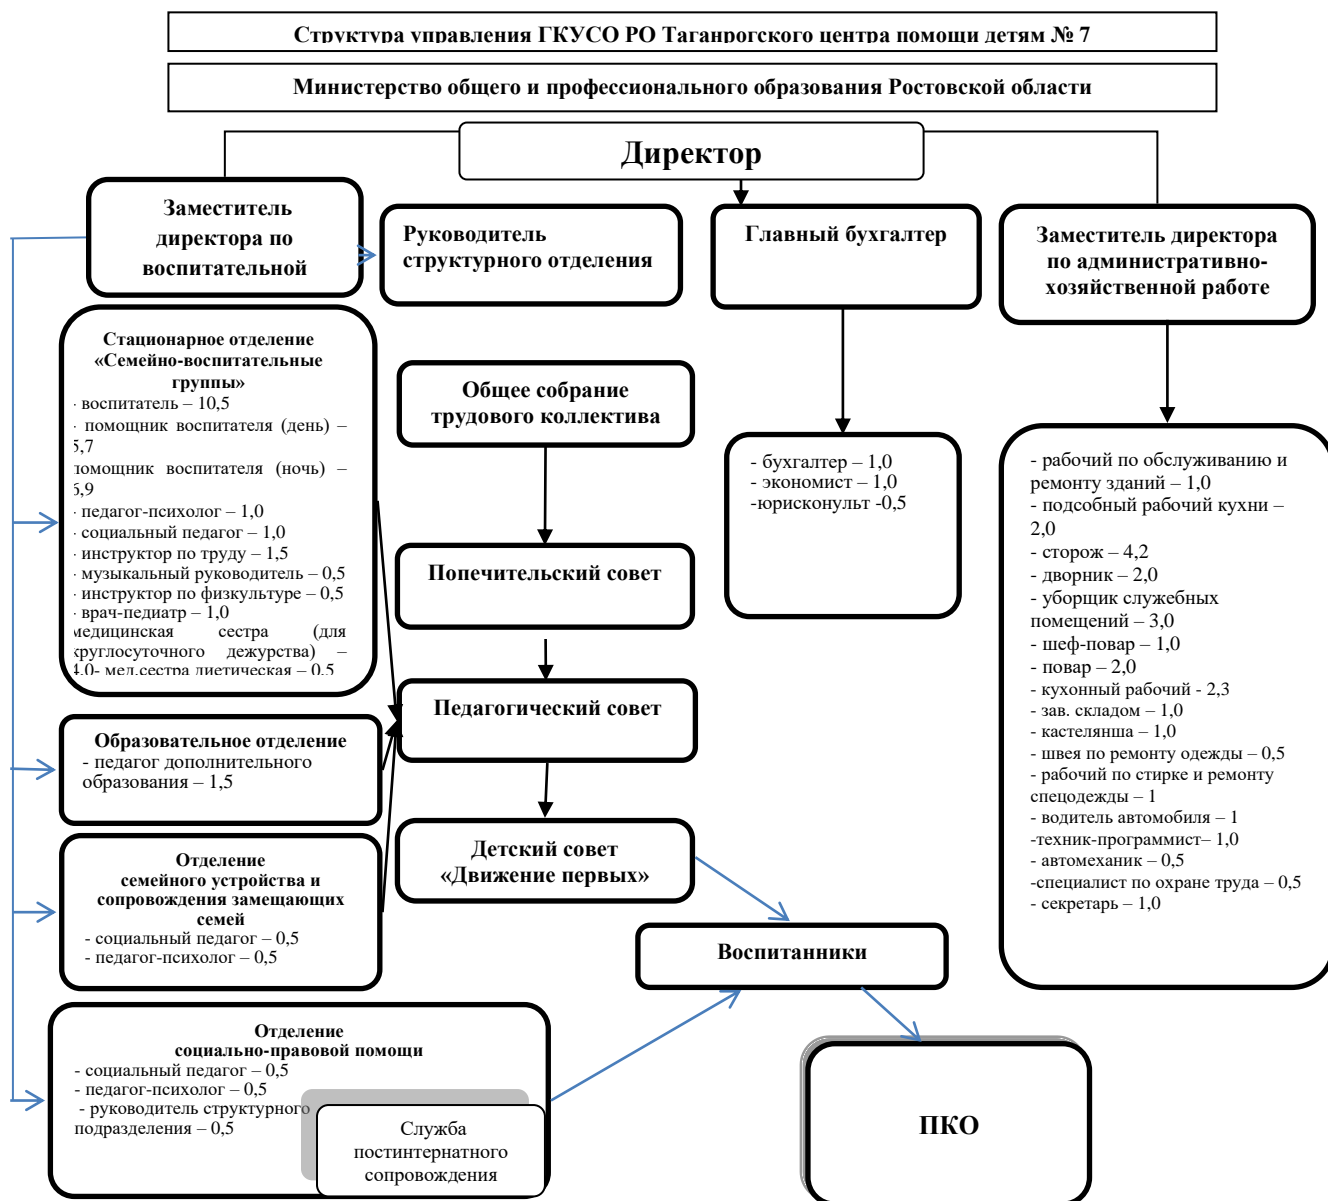 Структура управления ГКУСО РО Таганрогского центра помощи детям № 7
Министерство общего и профессионального образования Ростовской области
Директор
Заместитель
директора по
воспитательной
Руководитель
структурного отделения
Главный бухгалтер
Заместитель директора
по административно-
хозяйственной работе
Стационарное отделение
«Семейно-воспитательные
группы»
- воспитатель – 10,5
- помощник воспитателя (день) –
5,7
помощник воспитателя (ночь) –
6,9
- педагог-психолог – 1,0
- социальный педагог – 1,0
- инструктор по труду – 1,5
- музыкальный руководитель – 0,5
- инструктор по физкультуре – 0,5
- врач-педиатр – 1,0
медицинская сестра (для
круглосуточного дежурства) –
4,0- мед.сестра диетическая – 0,5
Общее собрание
трудового коллектива
Попечительский совет
Педагогический совет
Детский совет
«Движение первых»
- бухгалтер – 1,0
- экономист – 1,0
-юрисконульт -0,5
- рабочий по обслуживанию и
ремонту зданий – 1,0
- подсобный рабочий кухни –
2,0
- сторож – 4,2
- дворник – 2,0
- уборщик служебных
помещений – 3,0
- шеф-повар – 1,0
- повар – 2,0
- кухонный рабочий - 2,3
- зав. складом – 1,0
- кастелянша – 1,0
- швея по ремонту одежды – 0,5
- рабочий по стирке и ремонту
спецодежды – 1
- водитель автомобиля – 1
-техник-программист– 1,0
- автомеханик – 0,5
-специалист по охране труда – 0,5
- секретарь – 1,0
Образовательное отделение
- педагог дополнительного
образования – 1,5
Отделение
семейного устройства и
сопровождения замещающих
семей
- социальный педагог – 0,5
- педагог-психолог – 0,5
Воспитанники
Отделение
социально-правовой помощи
- социальный педагог – 0,5
- педагог-психолог – 0,5
- руководитель структурного
подразделения – 0,5
Служба
постинтернатного
сопровождения
ПКО